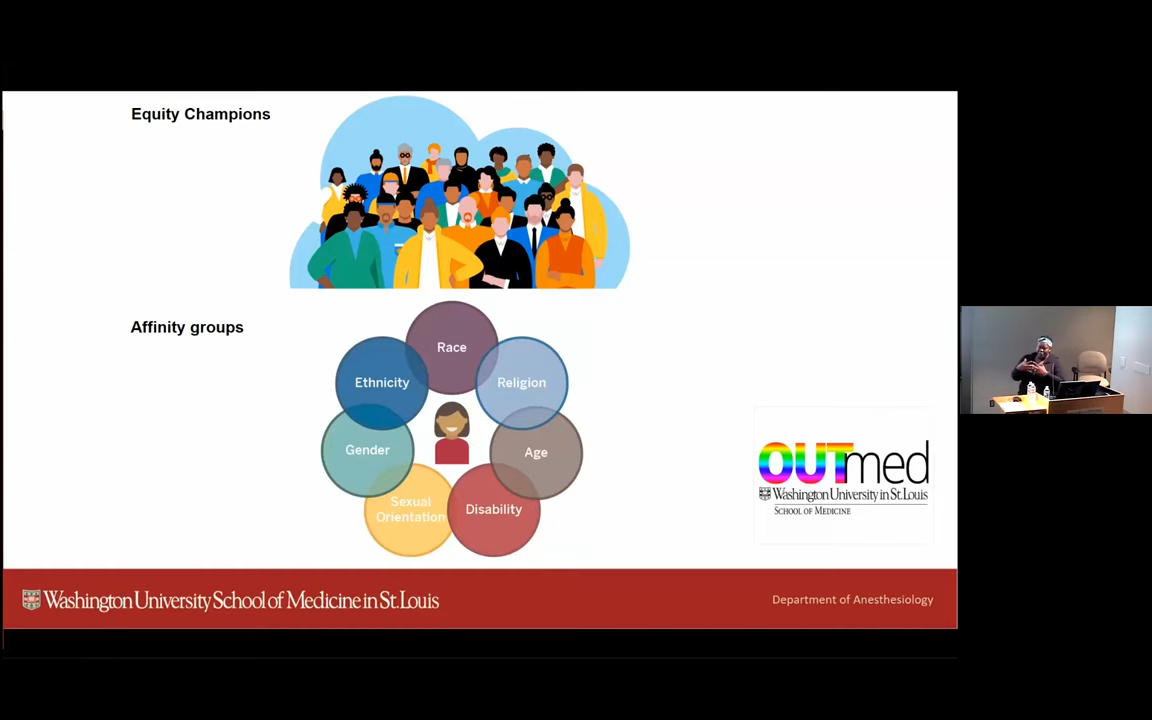 Equity Champions
Affinity groups
Race
Ethnicity
Religion
Gender
Age
Sexual
Orientation
Disability
OUTmed
Washington University in St. Louis
SCHOOL OF MEDICINE
Washington University School of Medicine in St. Louis
Department of Anesthesiology